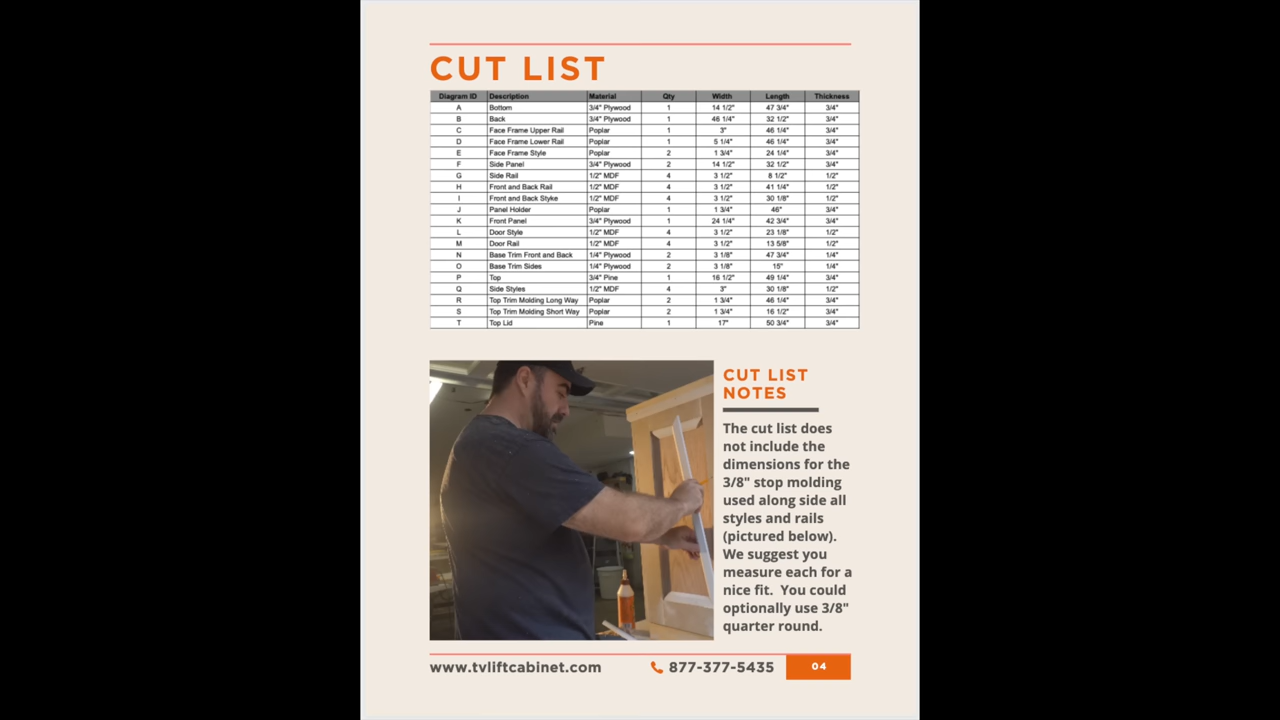 CUT LIST
Diagram ID Description Material Qty Width Length Thickness
A Bottom 3/4" Plywood 1 14 1/2" 47 3/4" 3/4"
B Back 3/4" Plywood 1 46 1/4" 32 1/2" 3/4"
C Face Frame Upper Rail Poplar 1 3" 46 1/4" 3/4"
D Face Frame Lower Rail Poplar 1 5 1/4" 46 1/4" 3/4"
E Face Frame Style Poplar 2 1 3/4" 24 1/4" 3/4"
F Side Panel 3/4" Plywood 2 14 1/2" 32 1/2" 3/4"
G Side Rail 1/2" MDF 4 3 1/2" 8 1/2" 1/2"
H Front and Back Rail 1/2" MDF 4 3 1/2" 41 1/4" 1/2"
I Front and Back Styke 1/2" MDF 4 3 1/2" 30 1/8" 1/2"
J Panel Holder Poplar 1 1 3/4" 46" 3/4"
K Front Panel 3/4" Plywood 1 24 1/4" 42 3/4" 3/4"
L Door Style 1/2" MDF 4 3 1/2" 23 1/8" 1/2"
M Door Rail 1/2" MDF 4 3 1/2" 13 5/8" 1/2"
N Base Trim Front and Back 1/4" Plywood 2 3 1/8" 47 3/4" 1/4"
O Base Trim Sides 1/4" Plywood 2 3 1/8" 15" 1/4"
P Top 3/4" Pine 1 16 1/2" 49 1/4" 3/4"
Q Side Styles 1/2" MDF 4 3" 30 1/8" 1/2"
R Top Trim Molding Long Way Poplar 2 1 3/4" 46 1/4" 3/4"
S Top Trim Molding Short Way Poplar 2 1 3/4" 16 1/2" 3/4"
T Top Lid Pine 1 17" 50 3/4" 3/4"
CUT LIST
NOTES
The cut list does
not include the
dimensions for the
3/8" stop molding
used along side all
styles and rails
(pictured below).
We suggest you
measure each for a
nice fit. You could
optionally use 3/8"
quarter round.
www.tvliftcabinet.com 877-377-5435 04